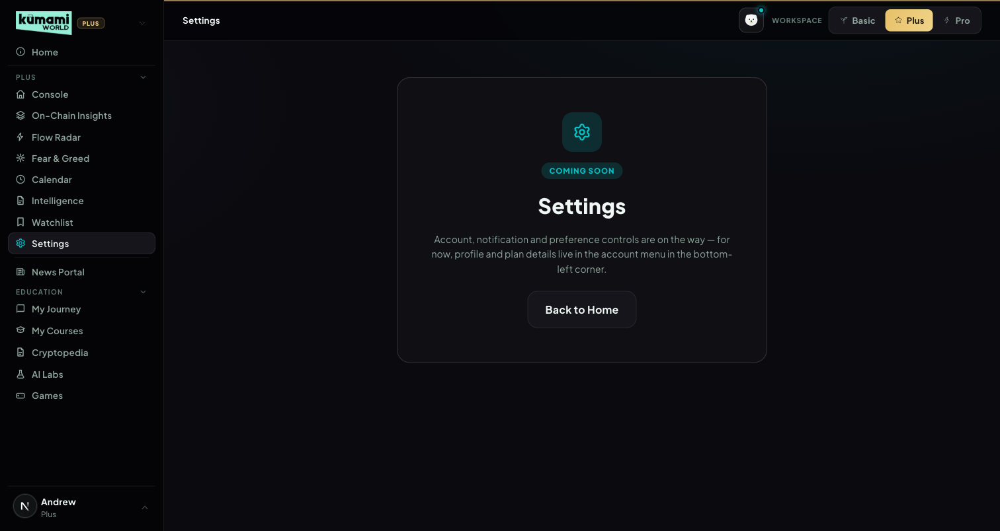 kūmami
WORLD
PLUS
Home
PLUS
Console
On-Chain Insights
Flow Radar
Fear & Greed
Calendar
Intelligence
Watchlist
Settings
News Portal
EDUCATION
My Journey
My Courses
Cryptopedia
AI Labs
Games
N
Andrew
Plus
Settings
WORKSPACE
Basic
Plus
Pro
COMING SOON
Settings
Account, notification and preference controls are on the way — for
now, profile and plan details live in the account menu in the bottom-
left corner.
Back to Home